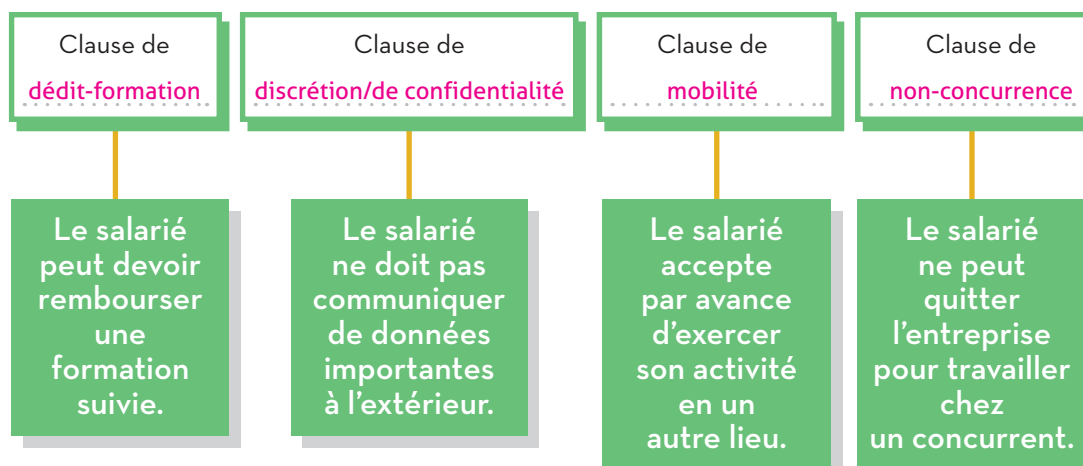 Clause de
dédit-formation
Clause de
discrétion/de confidentialité
Clause de
mobilité
Clause de
non-concurrence
Le salarié
peut devoir
rembourser
une
formation
suivie.
Le salarié
ne doit pas
communiquer
de données
importantes
à l'extérieur.
Le salarié
accepte
par avance
d'exercer
son activité
en un
autre lieu.
Le salarié
ne peut
quitter
l'entreprise
pour travailler
chez
un concurrent.